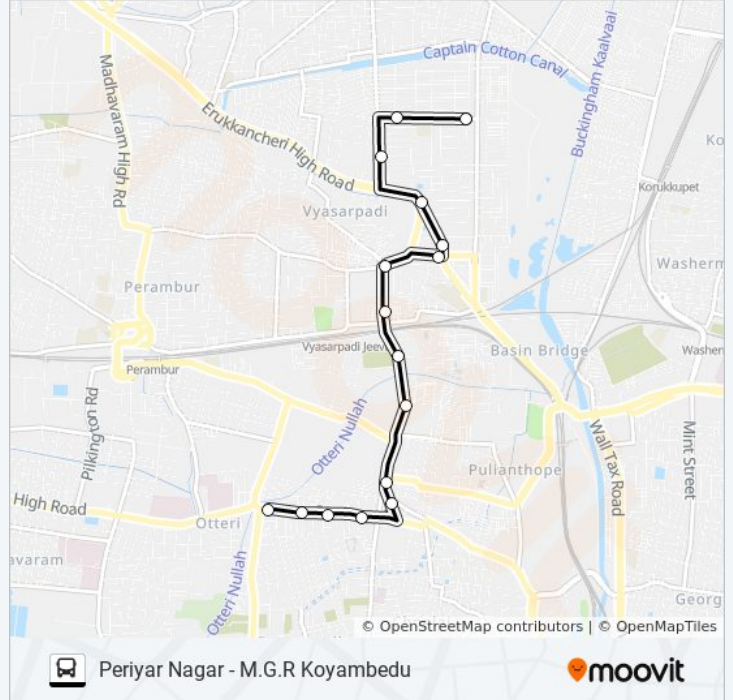 Captain Cotton Canal
Buckingham Kaalvaai
Madhavaram High Rd
Erukkancheri High Road
Ko
Korukkupet
Vyasarpadi
Washerm
Perambur
Vyasarpadi Jeev
Basin Bridge
Washer
Perambur
Pilkington Rd
Otteri Nullah
Wall Tax Road
Mint Street
Pulianthope
High Road
Otteri
avaram
Otteri Nullah
Georg
© OpenStreetMap contributors | © OpenMapTiles
Periyar Nagar - M.G.R Koyambedu
moovit